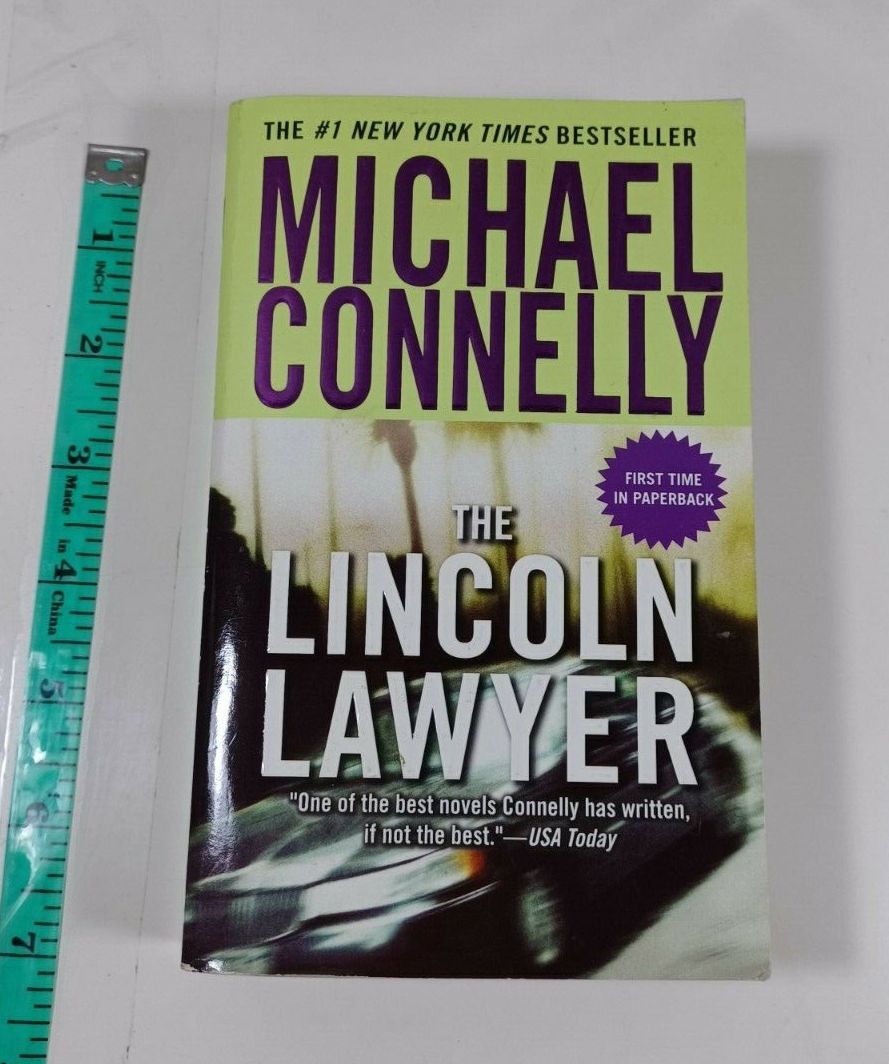 THE #1 NEW YORK TIMES BESTSELLER
MICHAEL
CONNELLY
FIRST TIME
IN PAPERBACK
THE
LINCOLN
LAWYER
"One of the best novels Connelly has written,
if not the best."—USA Today
1
INCH
2
3
Made in China
4
5
6
7